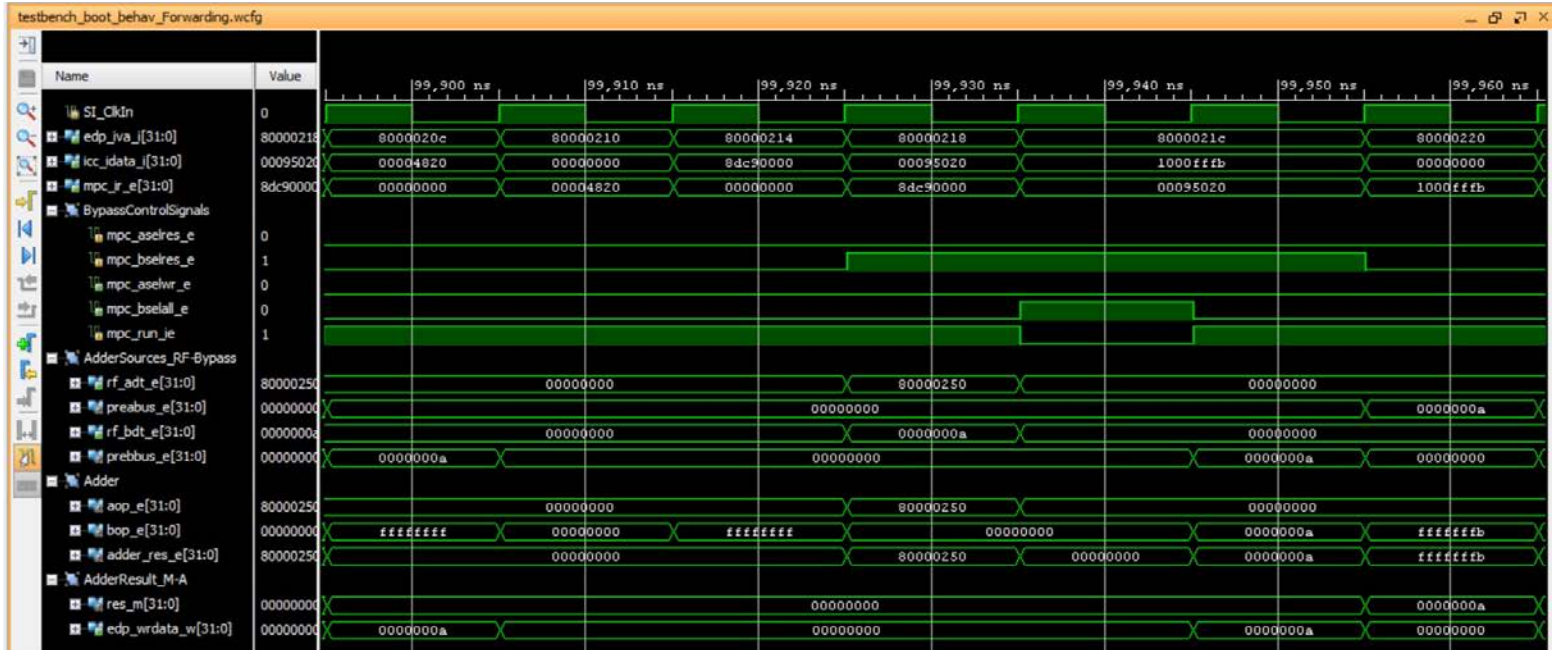 testbench_boot_behav_Forwarding.wcfg
Name Value
99,900 ns 99,910 ns 99,920 ns 99,930 ns 99,940 ns 99,950 ns 99,960 ns
SI_ClkIn 0
edp_iva_i[31:0] 80000218 8000020c 80000210 80000214 80000218 8000021c 80000220
icc_idata_i[31:0] 00095020 00004820 00000000 8dc90000 00095020 1000fffb 00000000
mpc_ir_e[31:0] 8dc90000 00000000 00004820 00000000 8dc90000 00095020 1000fffb
BypassControlSignals
mpc_aselres_e 0
mpc_bselres_e 1
mpc_aselwr_e 0
mpc_bselall_e 0
mpc_run_ie 1
AdderSources_RF-Bypass
rf_adt_e[31:0] 80000250 00000000 80000250 00000000
preabus_e[31:0] 00000000 00000000 0000000a
rf_bdt_e[31:0] 0000000a 00000000 0000000a 00000000
prebbus_e[31:0] 00000000 0000000a 00000000 0000000a 00000000
Adder
aop_e[31:0] 80000250 00000000 80000250 00000000
bop_e[31:0] 00000000 ffffffff 00000000 ffffffff 00000000 0000000a fffffffb
adder_res_e[31:0] 80000250 00000000 80000250 00000000 0000000a fffffffb
AdderResult_M-A
res_m[31:0] 00000000 00000000 0000000a
edp_wrdata_w[31:0] 00000000 0000000a 00000000 0000000a 00000000